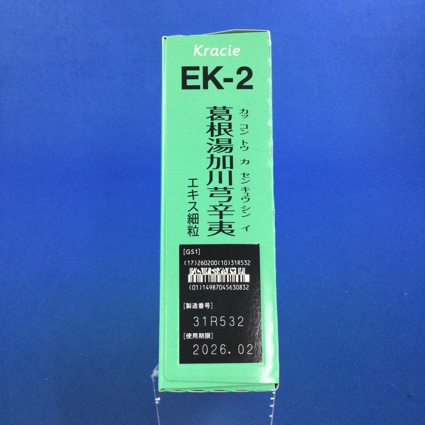 Kracie
EK-2
カッコントウカセンキュウシンイ
葛根湯加川芎辛夷
エキス細粒
[GS1]
(17)260200(10)31R532
(01)14987045630832
[製造番号]
31R532
[使用期限]
2026.02